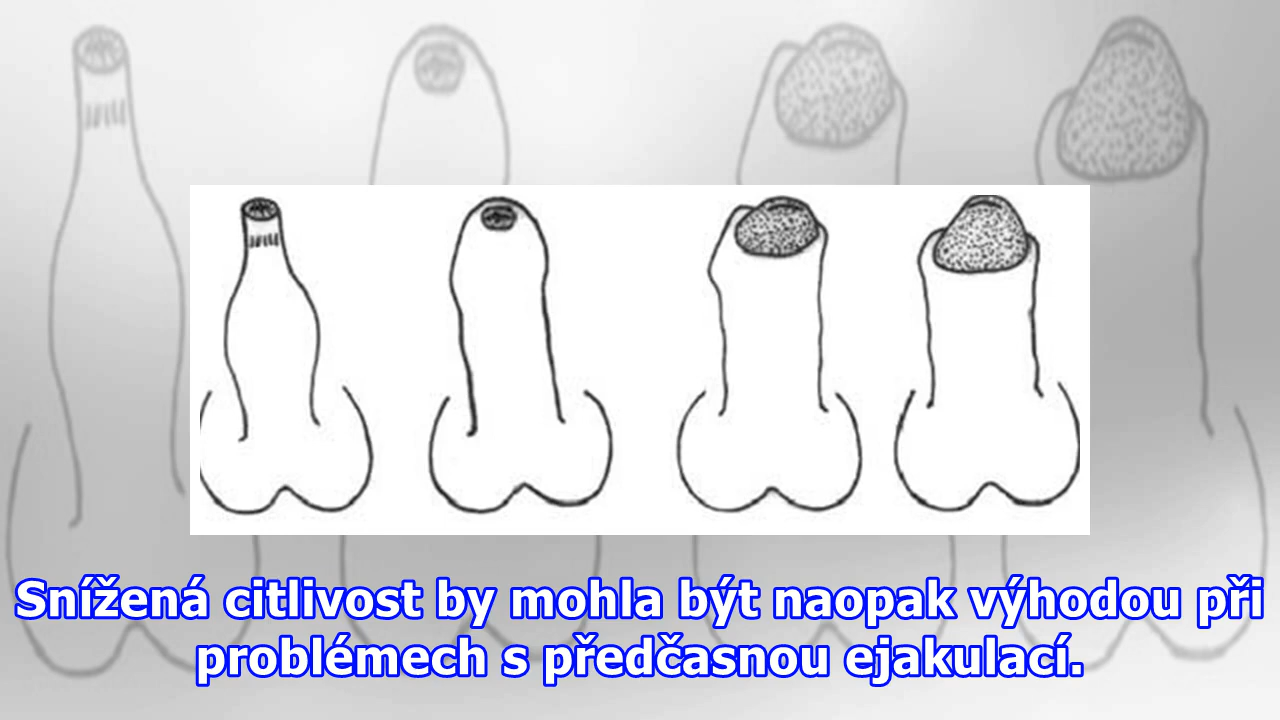 Snížená citlivost by mohla být naopak výhodou při
problémech s předčasnou ejakulací.